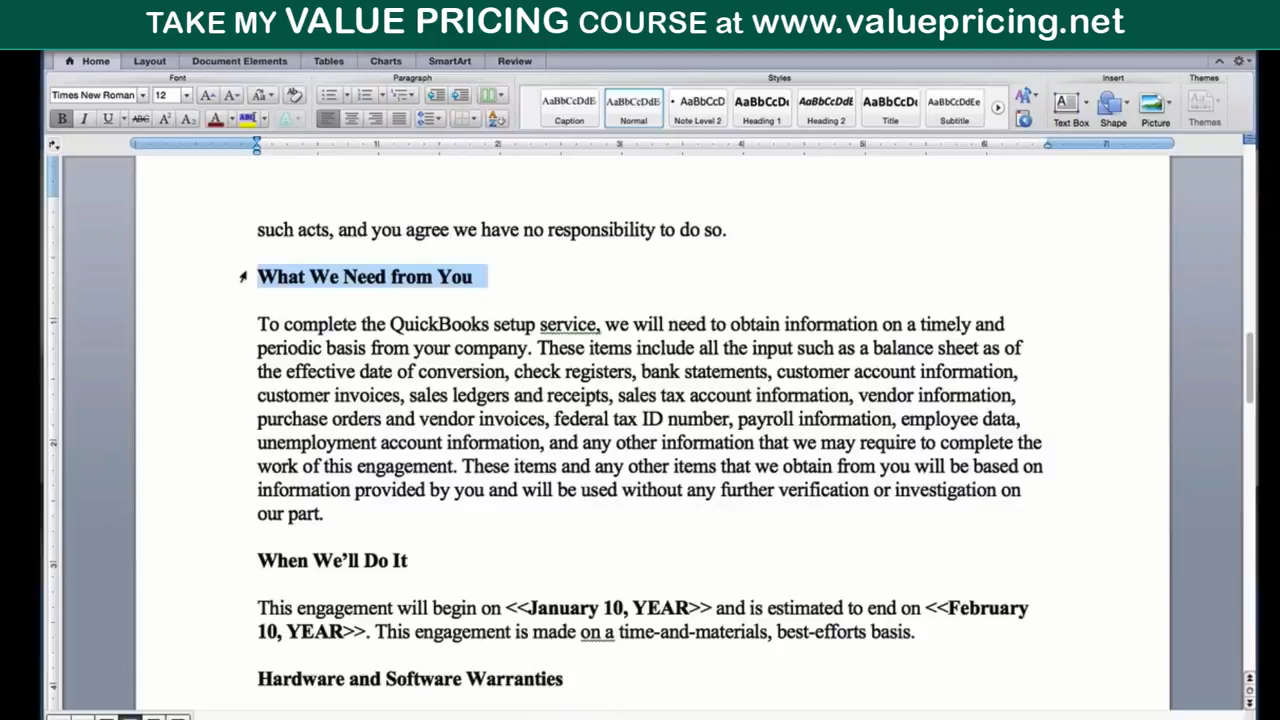 TAKE MY VALUE PRICING COURSE at www.valuepricing.net
Home Layout Document Elements Tables Charts SmartArt Review
Font Paragraph Styles Insert Themes
Times New Roman 12
AaBbCcDdE AaBbCcDdE AaBbCcD AaBbCcDc AaBbCcDdE AaBbCcDc AaBbCcDdEe
Caption Normal Note Level 2 Heading 1 Heading 2 Title Subtitle Text Box Shape Picture Themes
such acts, and you agree we have no responsibility to do so.
What We Need from You
To complete the QuickBooks setup service, we will need to obtain information on a timely and
periodic basis from your company. These items include all the input such as a balance sheet as of
the effective date of conversion, check registers, bank statements, customer account information,
customer invoices, sales ledgers and receipts, sales tax account information, vendor information,
purchase orders and vendor invoices, federal tax ID number, payroll information, employee data,
unemployment account information, and any other information that we may require to complete the
work of this engagement. These items and any other items that we obtain from you will be based on
information provided by you and will be used without any further verification or investigation on
our part.
When We’ll Do It
This engagement will begin on <<January 10, YEAR>> and is estimated to end on <<February
10, YEAR>>. This engagement is made on a time-and-materials, best-efforts basis.
Hardware and Software Warranties